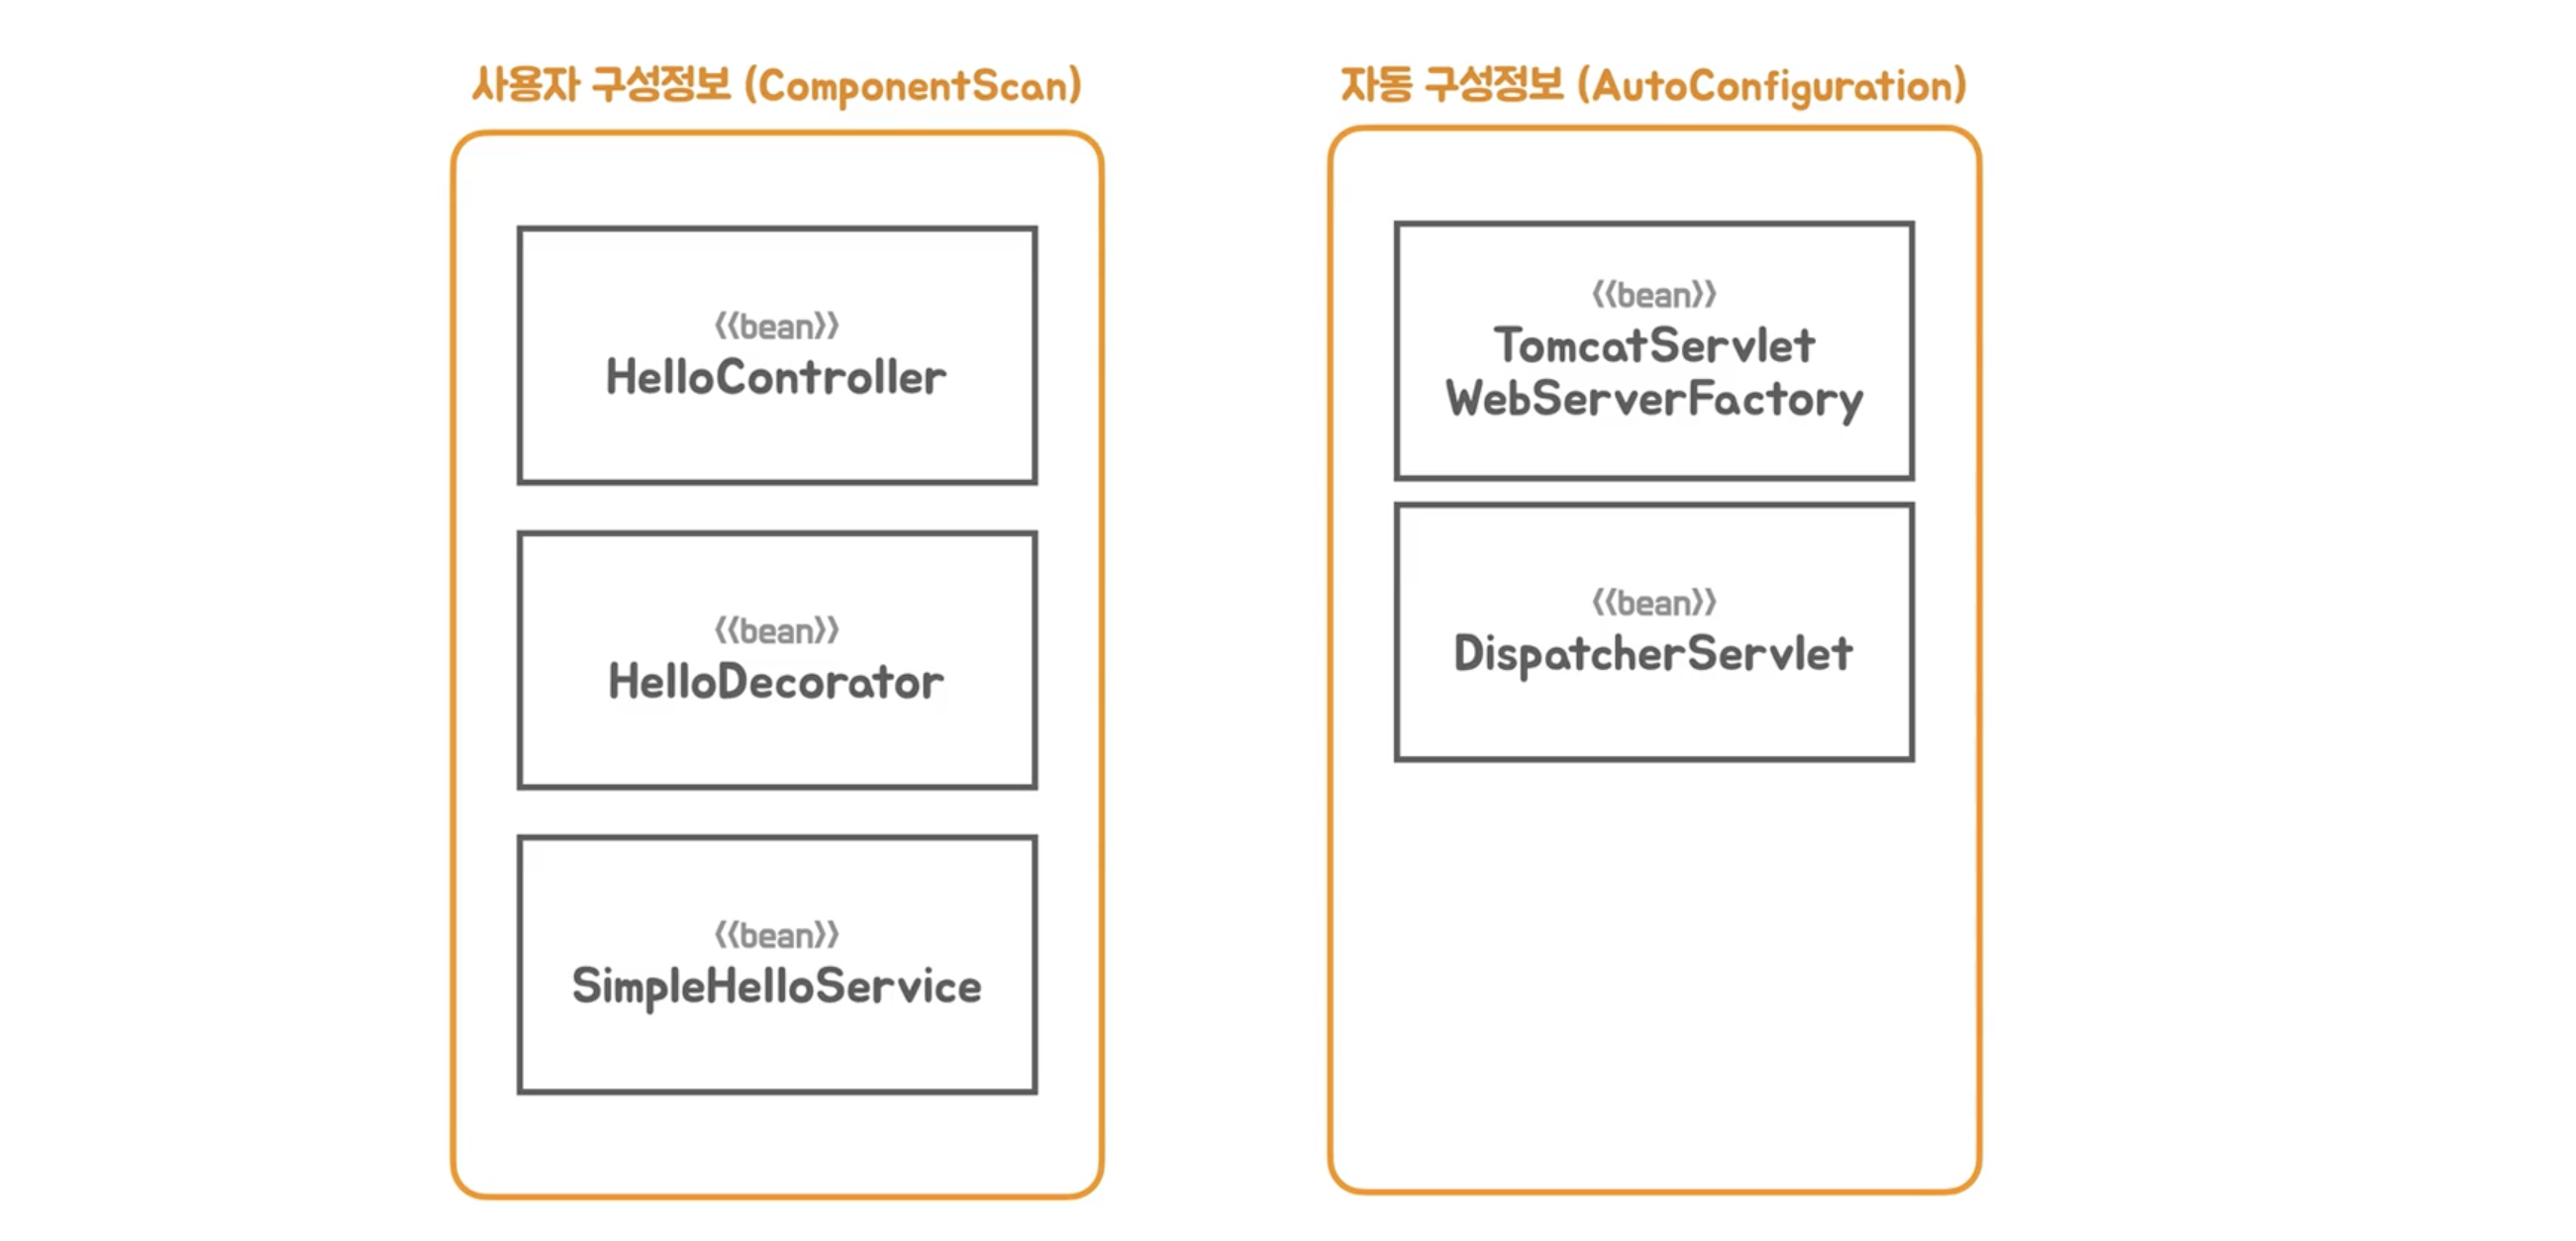 사용자 구성정보 (ComponentScan)
《bean》
HelloController
《bean》
HelloDecorator
《bean》
SimpleHelloService
자동 구성정보 (AutoConfiguration)
《bean》
TomcatServlet
WebServerFactory
《bean》
DispatcherServlet